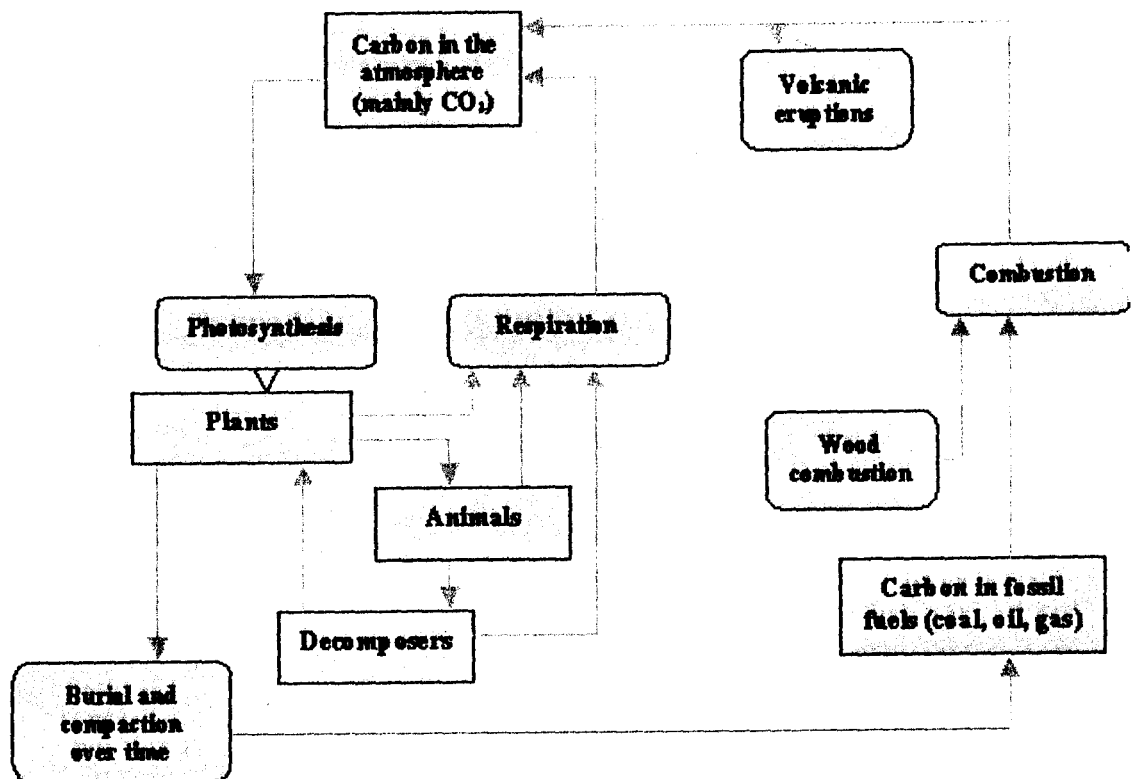 Carbon in the
atmosphere
(mainly CO₂)
Volcanic
eruptions
Combustion
Photosynthesis
Respiration
Plants
Wood
combustion
Animals
Carbon in fossil
fuels (coal, oil, gas)
Decomposers
Burial and
compaction
over time